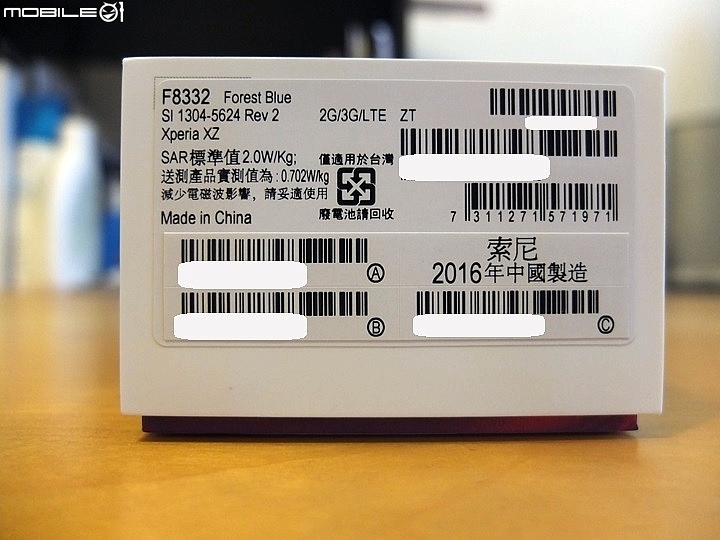 MOBILE01
F8332 Forest Blue
SI 1304-5624 Rev 2 2G/3G/LTE ZT
Xperia XZ
SAR標準值2.0W/Kg; 僅適用於台灣
送測產品實測值為:0.702W/kg
減少電磁波影響，請妥適使用
Made in China 廢電池請回收
7 311271 571971
A
索尼
2016年中國製造
B
C